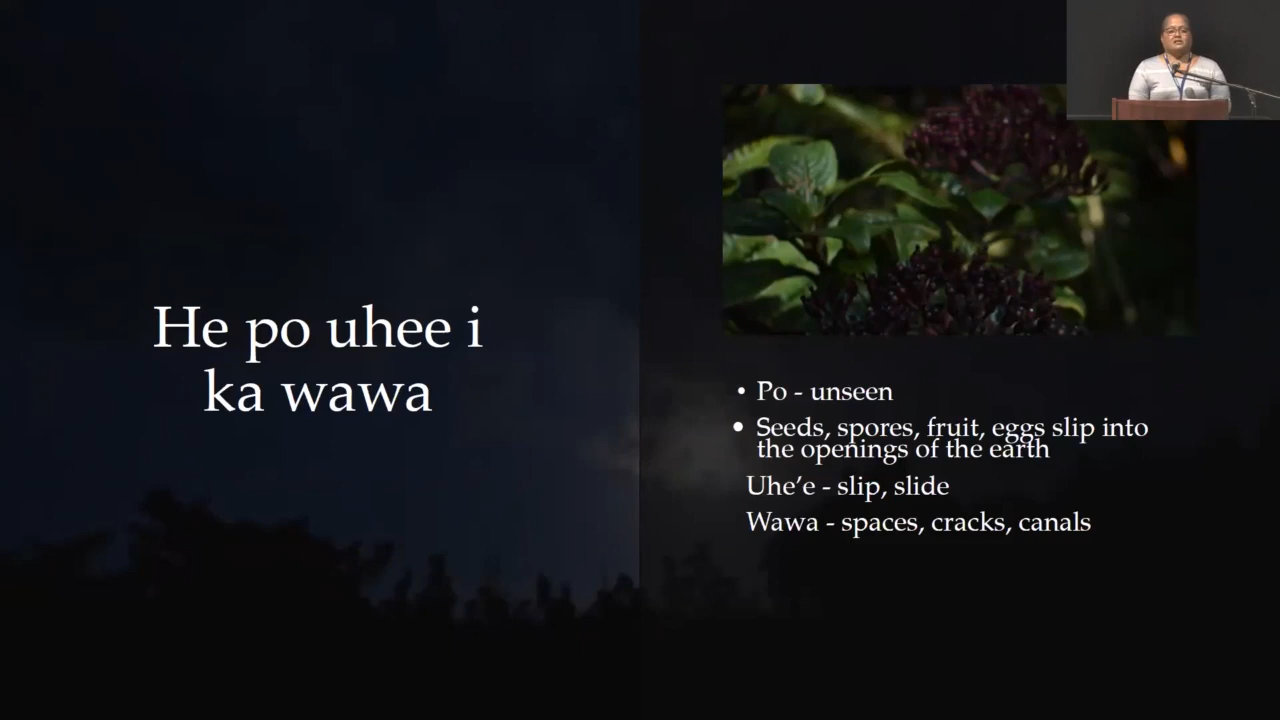 He po uhee i
ka wawa
• Po - unseen
• Seeds, spores, fruit, eggs slip into
the openings of the earth
Uhe’e - slip, slide
Wawa - spaces, cracks, canals